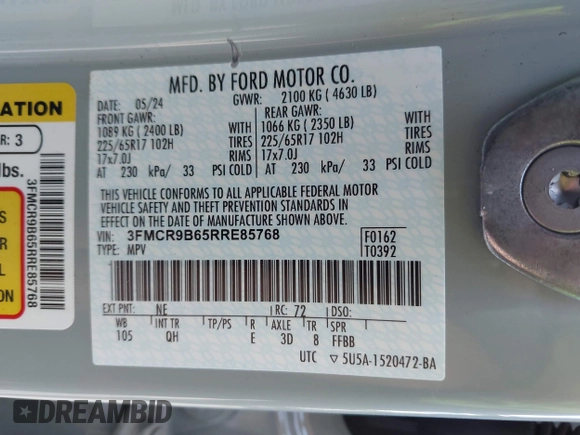 MFD. BY FORD MOTOR CO.
DATE: 05/24 GVWR: 2100 KG ( 4630 LB)
FRONT GAWR: REAR GAWR:
1089 KG ( 2400 LB) WITH 1066 KG ( 2350 LB) WITH
225/65R17 102H TIRES 225/65R17 102H TIRES
17x7.0J RIMS 17x7.0J RIMS
AT 230 kPa/ 33 PSI COLD AT 230 kPa/ 33 PSI COLD
THIS VEHICLE CONFORMS TO ALL APPLICABLE FEDERAL MOTOR
VEHICLE SAFETY AND THEFT PREVENTION STANDARDS IN
EFFECT ON THE DATE OF MANUFACTURE SHOWN ABOVE.
VIN: 3FMCR9B65RRE85768 F0162
TYPE: MPV T0392
EXT PNT: NE RC: 72 DSO:
WB INT TR TP/PS R AXLE TR SPR
105 QH E 3D 8 FFBB
UTC 5U5A-1520472-BA
ATION
R: 3
lbs.
3FMCR9B65RRE85768
S
L
ION
DREAMBID